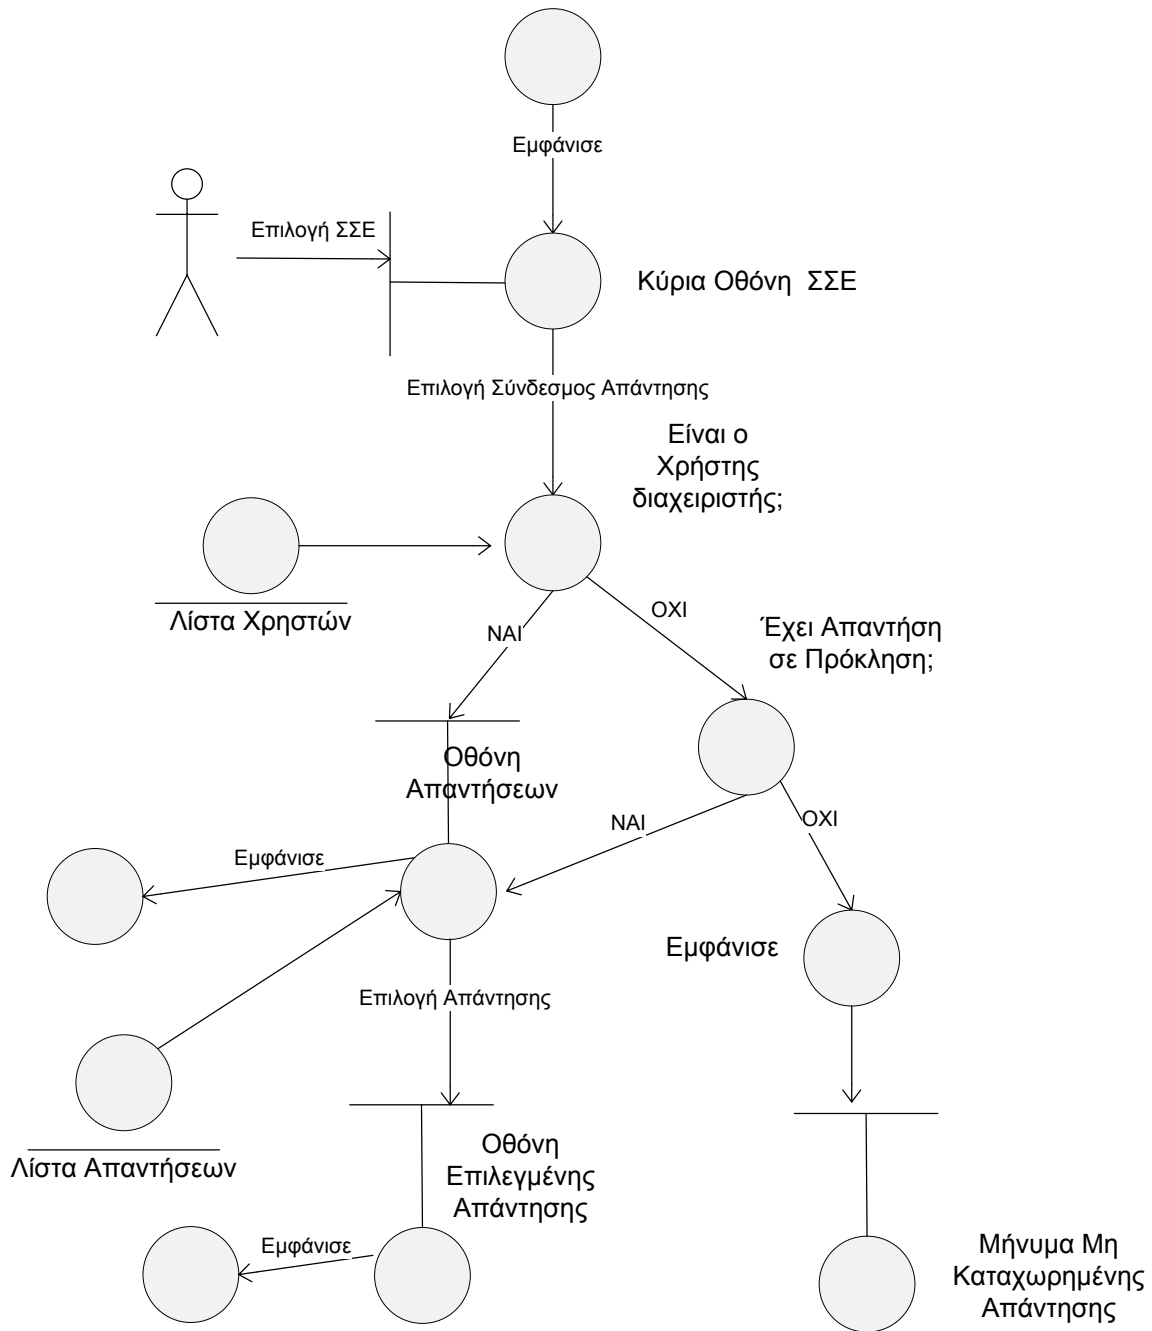 Εμφάνισε
Επιλογή ΣΣΕ
Κύρια Οθόνη ΣΣΕ
Επιλογή Σύνδεσμος Απάντησης
Είναι ο
Χρήστης
διαχειριστής;
Λίστα Χρηστών
ΝΑΙ
ΟΧΙ
Έχει Απαντήση
σε Πρόκληση;
Οθόνη
Απαντήσεων
ΝΑΙ
ΟΧΙ
Εμφάνισε
Εμφάνισε
Επιλογή Απάντησης
Λίστα Απαντήσεων
Οθόνη
Επιλεγμένης
Απάντησης
Εμφάνισε
Μήνυμα Μη
Καταχωρημένης
Απάντησης